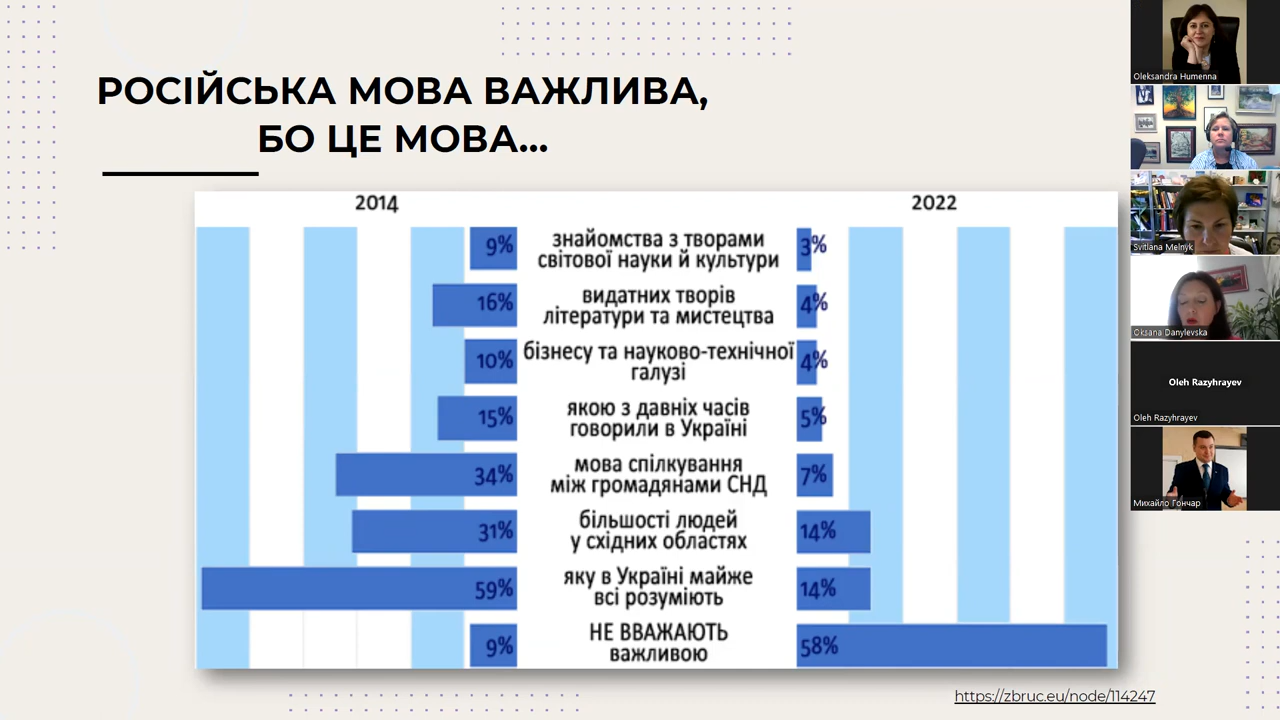 РОСІЙСЬКА МОВА ВАЖЛИВА,
БО ЦЕ МОВА...
2014
2022
9%
знайомства з творами
світової науки й культури
3%
16%
видатних творів
літератури та мистецтва
4%
10%
бізнесу та науково-технічної
галузі
4%
15%
якою з давніх часів
говорили в Україні
5%
34%
мова спілкування
між громадянами СНД
7%
31%
більшості людей
у східних областях
14%
59%
яку в Україні майже
всі розуміють
14%
9%
НЕ ВВАЖАЮТЬ
важливою
58%
https://zbruc.eu/node/114247
Oleksandra Humenna
Svitlana Melnyk
Oksana Danylevska
Oleh Razyhrayev
Oleh Razyhrayev
Михайло Гончар